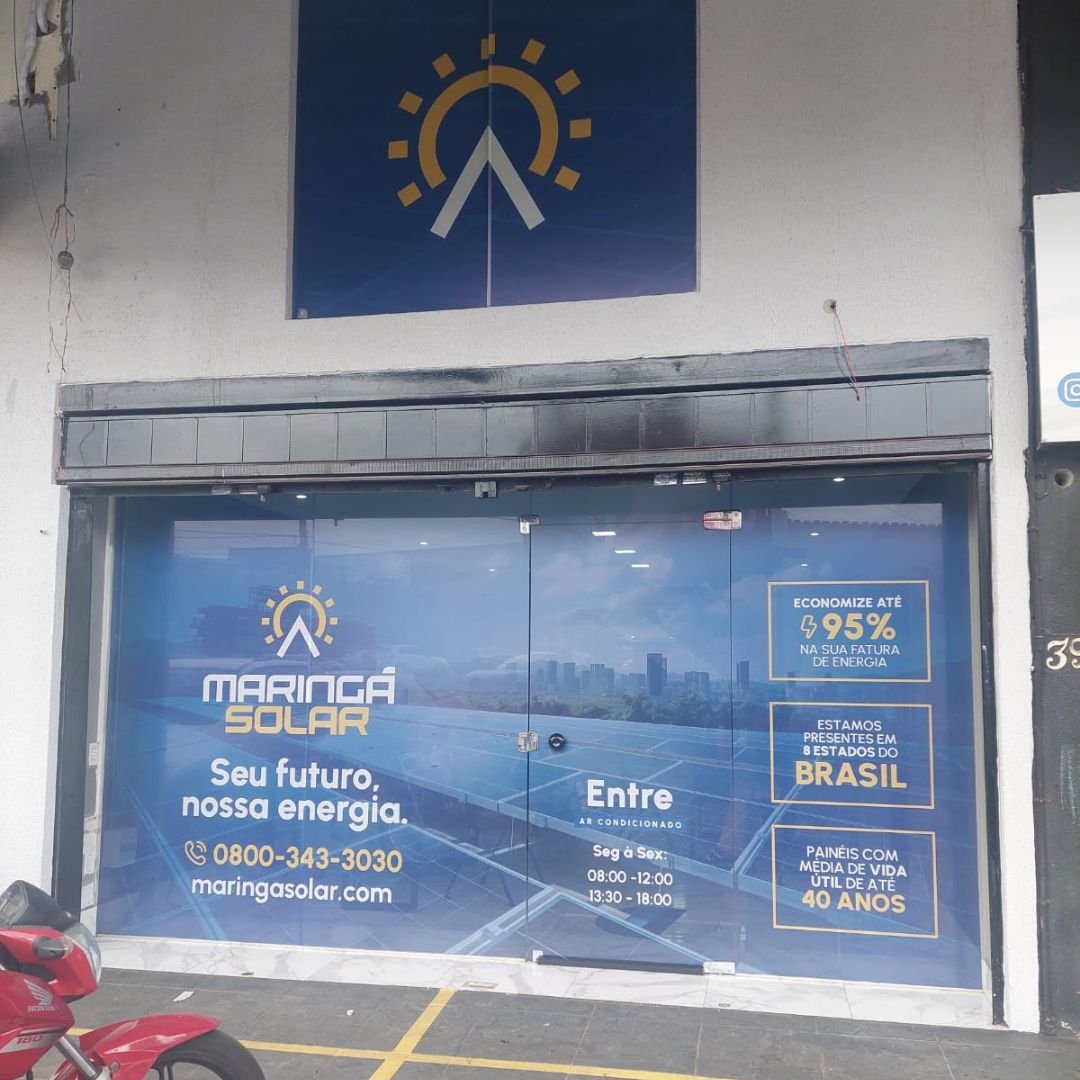 MARINGÁ
SOLAR
Seu futuro,
nossa energia.
0800-343-3030
maringasolar.com
Entre
AR CONDICIONADO
Seg à Sex:
08:00 -12:00
13:30 - 18:00
ECONOMIZE ATÉ
95%
NA SUA FATURA
DE ENERGIA
ESTAMOS
PRESENTES EM
8 ESTADOS DO
BRASIL
PAINÉIS COM
MÉDIA DE VIDA
ÚTIL DE ATÉ
40 ANOS
HONDA
160